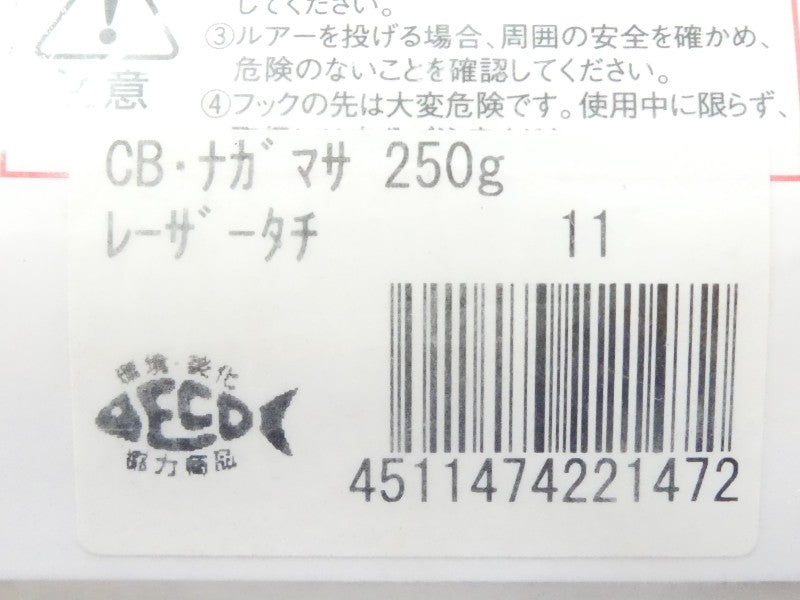 してください。
③ルアーを投げる場合、周囲の安全を確かめ、
危険のないことを確認してください。
注意
④フックの先は大変危険です。使用中に限らず、
CB・ﾅｶﾞﾏｻ 250g
ﾚｰｻﾞｰﾀﾁ 11
環境・美化
ECO
協力商品
4511474221472